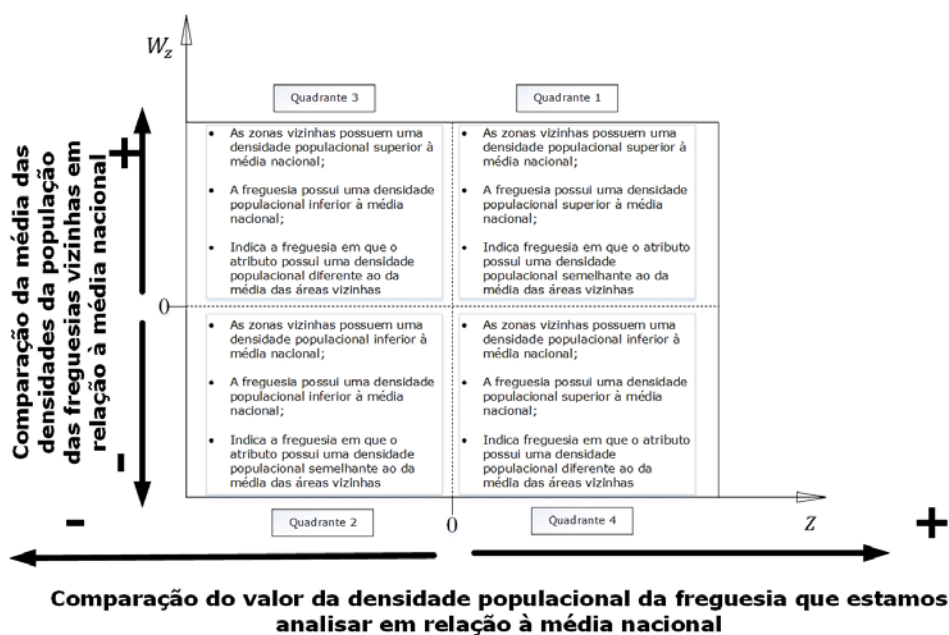 W_z
Quadrante 3
Quadrante 1
Comparação da média das
densidades da população
das freguesias vizinhas em
relação à média nacional
+
-
0
• As zonas vizinhas possuem uma
densidade populacional superior à
média nacional;
• A freguesia possui uma densidade
populacional inferior à média
nacional;
• Indica a freguesia em que o
atributo possui uma densidade
populacional diferente ao da
média das áreas vizinhas
• As zonas vizinhas possuem uma
densidade populacional superior à
média nacional;
• A freguesia possui uma densidade
populacional superior à média
nacional;
• Indica a freguesia em que o atributo
possui uma densidade
populacional semelhante ao da
média das áreas vizinhas
• As zonas vizinhas possuem uma
densidade populacional inferior à
média nacional;
• A freguesia possui uma densidade
populacional inferior à média
nacional;
• Indica a freguesia em que o
atributo possui uma densidade
populacional semelhante ao da
média das áreas vizinhas
• As zonas vizinhas possuem uma
densidade populacional inferior à
média nacional;
• A freguesia possui uma densidade
populacional superior à média
nacional;
• Indica a freguesia em que o atributo
possui uma densidade
populacional diferente ao da
média das áreas vizinhas
-
Quadrante 2
0
Quadrante 4
Z
+
Comparação do valor da densidade populacional da freguesia que estamos
analisar em relação à média nacional